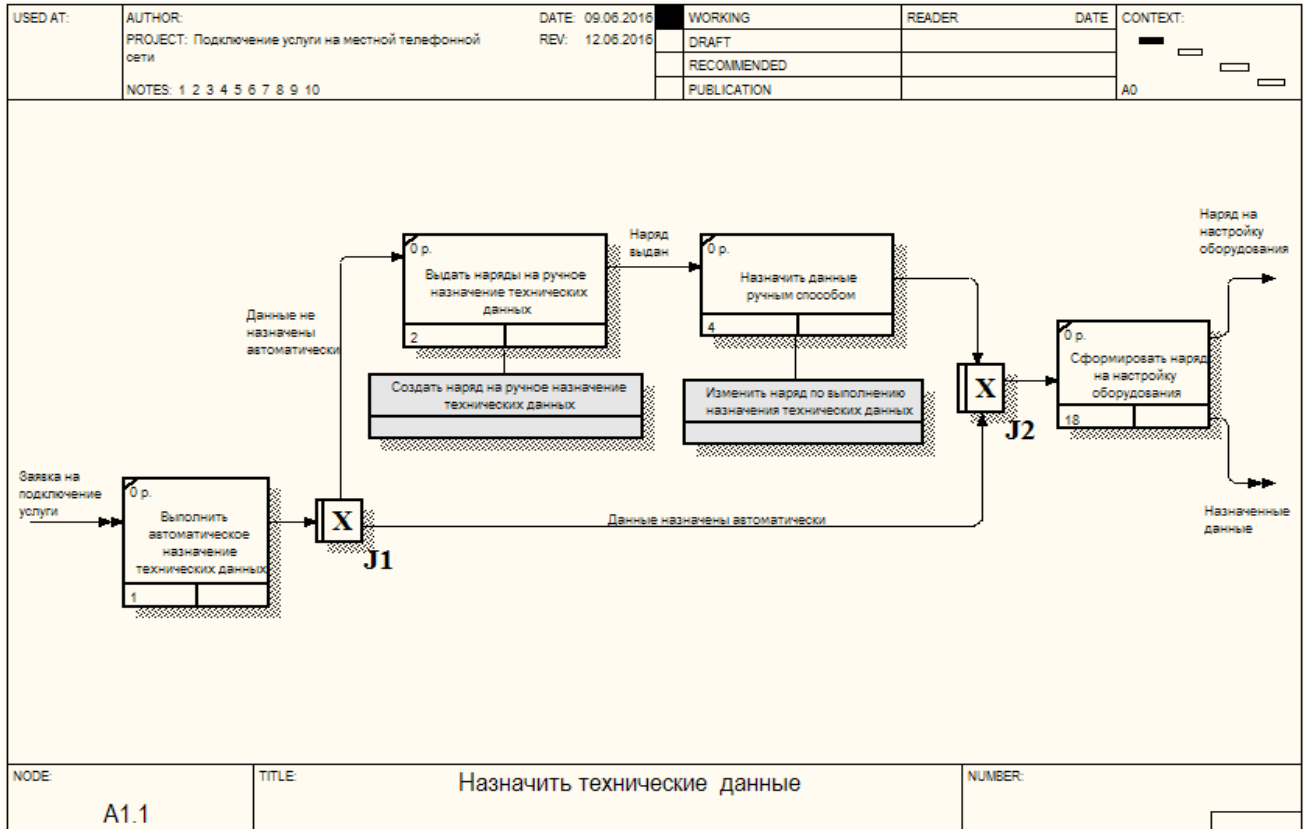 USED AT:
AUTHOR:
DATE: 09.06.2016
PROJECT: Подключение услуги на местной телефонной
сети
REV: 12.06.2016
NOTES: 1 2 3 4 5 6 7 8 9 10
WORKING
DRAFT
RECOMMENDED
PUBLICATION
READER
DATE
CONTEXT:
A0
Наряд на
настройку
оборудования
0 р.
Выдать наряды на ручное
назначение технических
данных
2
Наряд
выдан
0 р.
Назначить данные
ручным способом
4
Данные не
назначены
автоматически
0 р.
Сформировать наряд
на настройку
оборудования
18
Создать наряд на ручное назначение
технических данных
Изменить наряд по выполнению
назначения технических данных
X
J2
Заявка на
подключение
услуги
0 р.
Выполнить
автоматическое
назначение
технических данных
1
X
J1
Данные назначены автоматически
Назначенные
данные
NODE:
A1.1
TITLE:
Назначить технические данные
NUMBER: